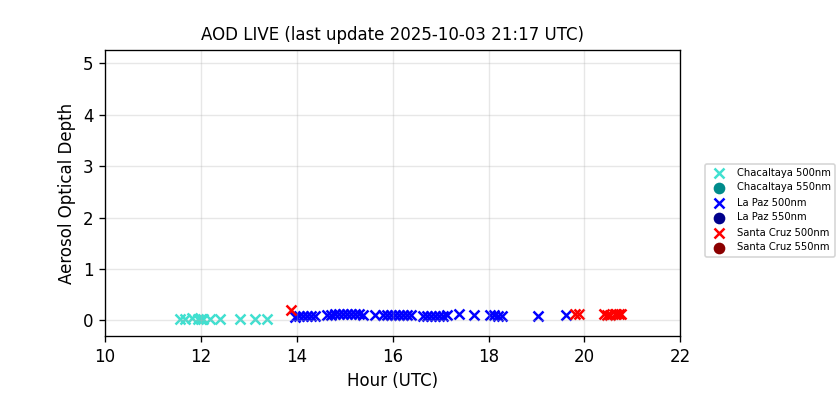 AOD LIVE (last update 2025-10-03 21:17 UTC)
Aerosol Optical Depth
5
4
3
2
1
0
10 12 14 16 18 20 22
Hour (UTC)
Chacaltaya 500nm
Chacaltaya 550nm
La Paz 500nm
La Paz 550nm
Santa Cruz 500nm
Santa Cruz 550nm